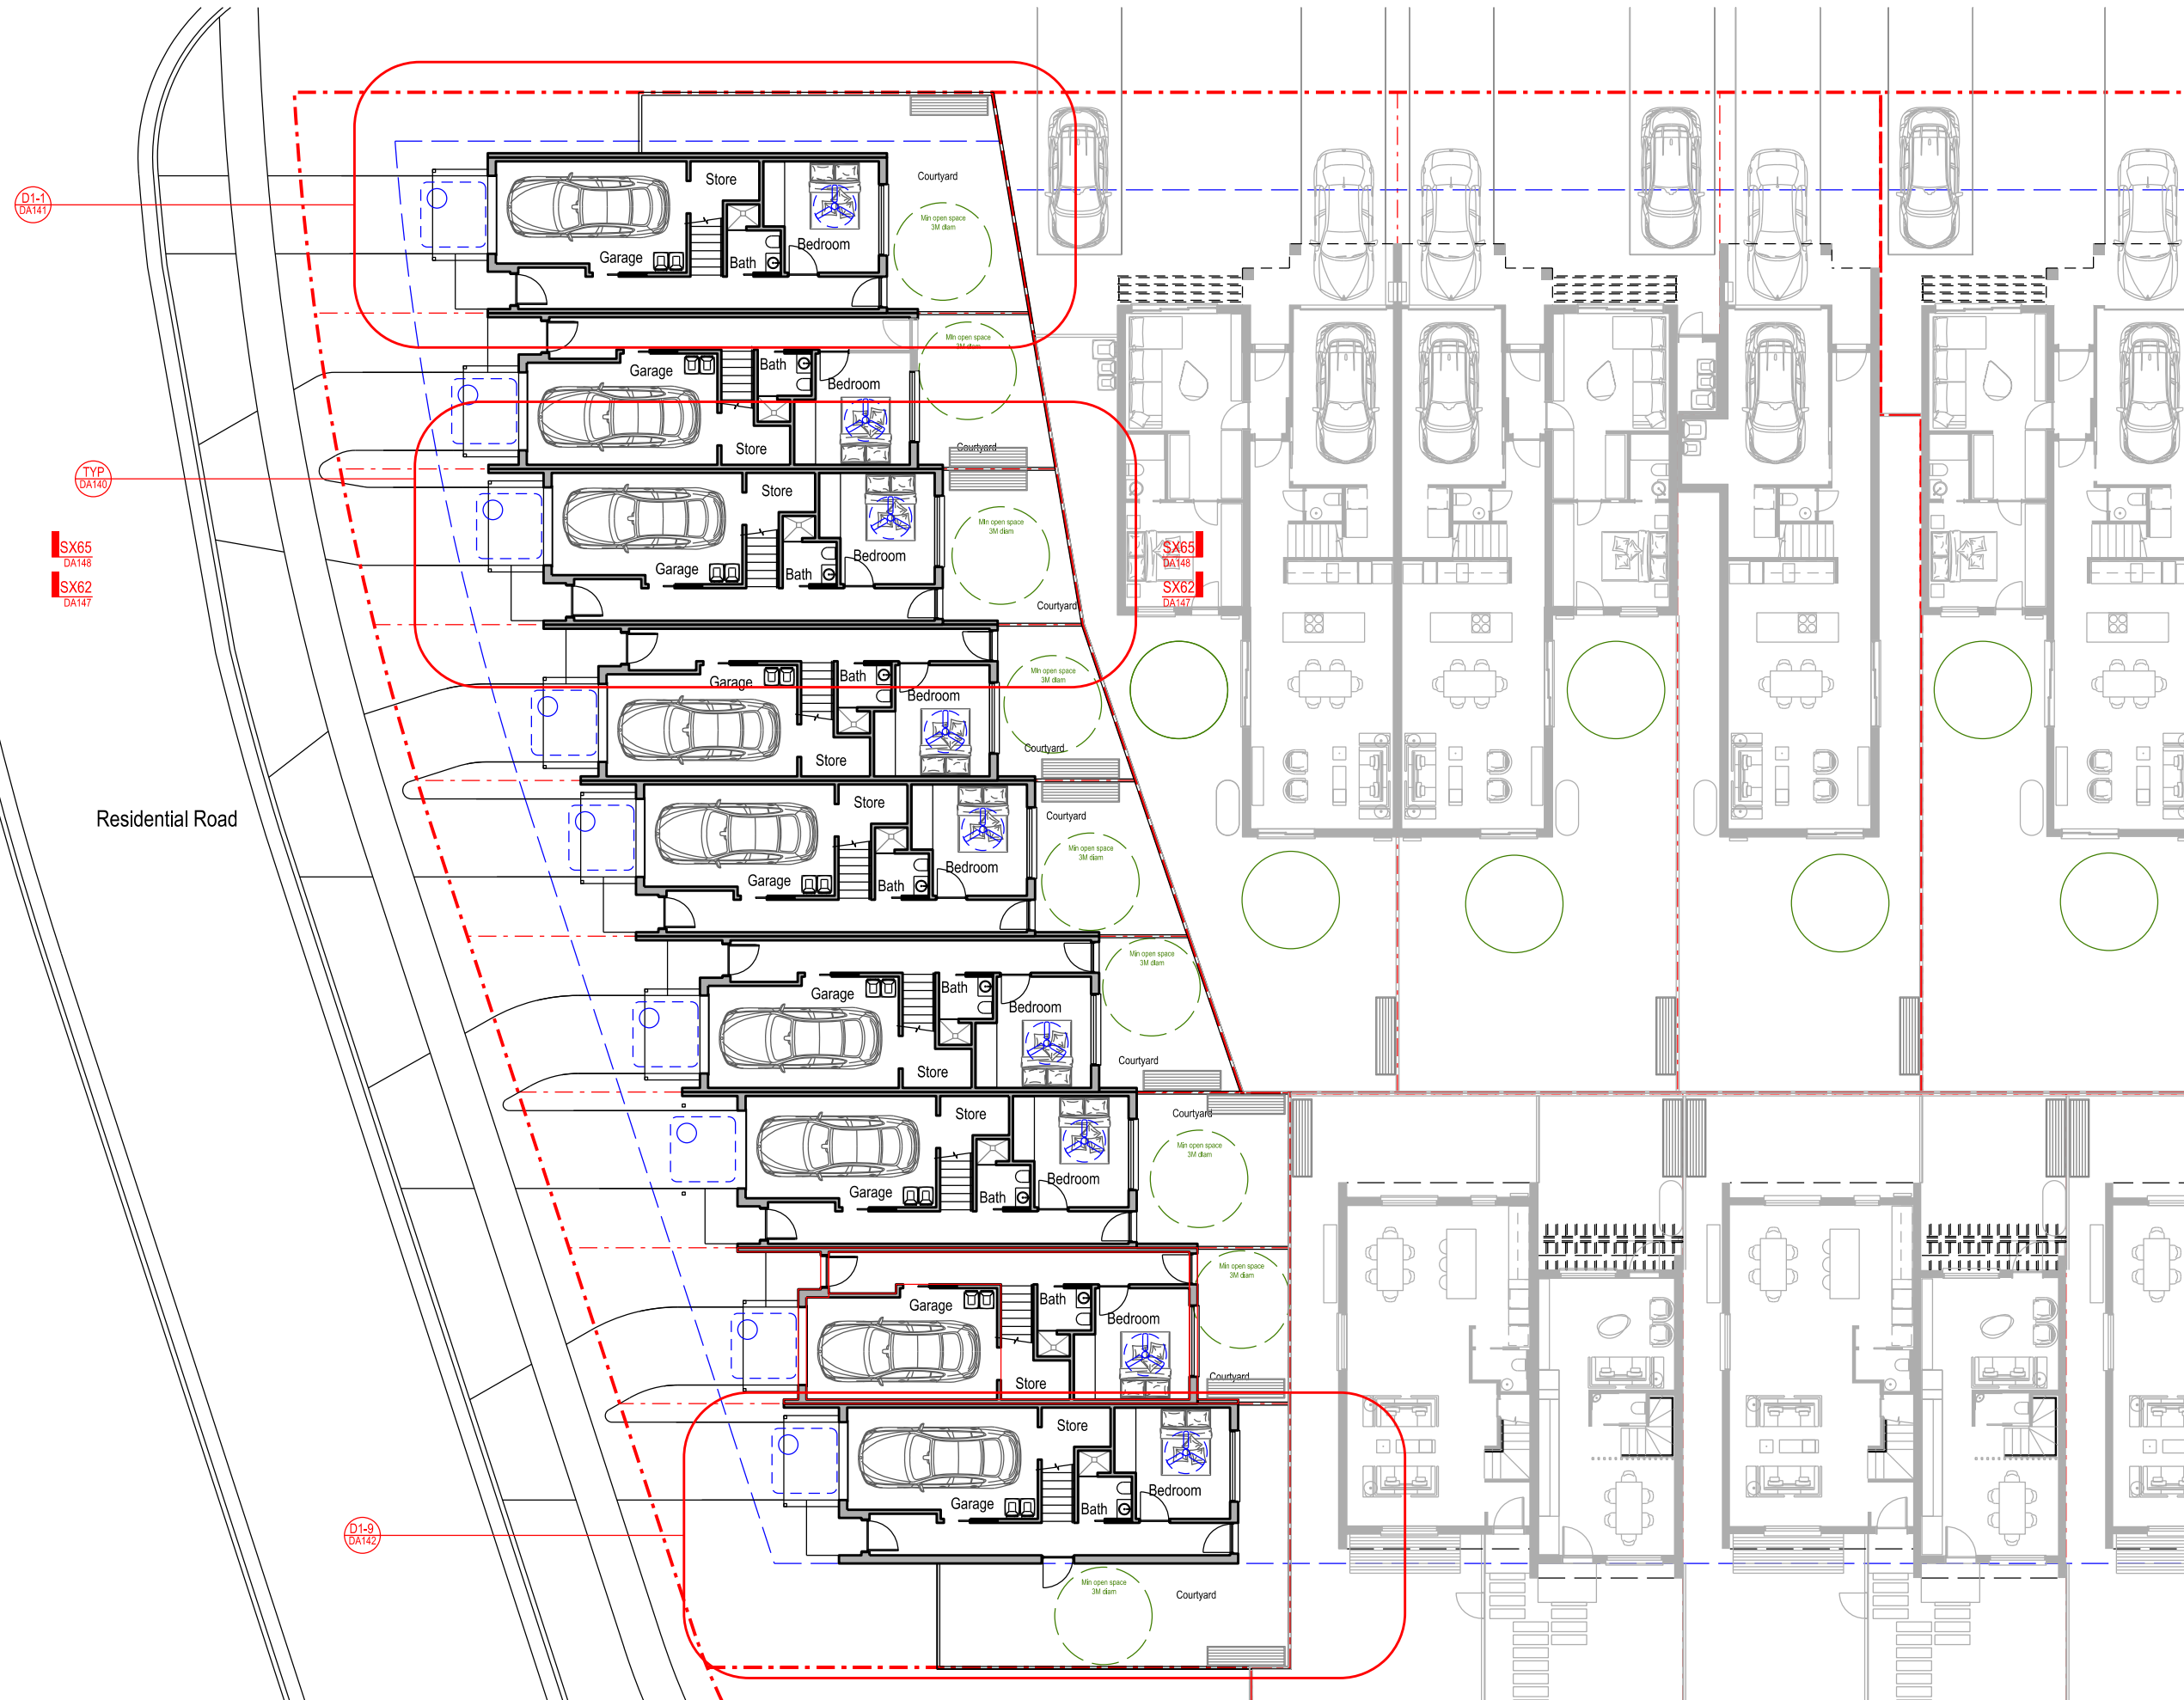 D1-1
DA141
Store
Courtyard
Min open space
3M diam
Bedroom
Garage
Bath
Min open space
3M diam
Bath
Garage
Bedroom
Courtyard
Store
TYP
DA140
Store
Min open space
3M diam
SX65
DA148
SX65
DA148
Bedroom
Garage
Bath
SX62
DA147
SX62
DA147
Courtyard
Min open space
3M diam
Bath
Garage
Bedroom
Courtyard
Store
Store
Courtyard
Residential Road
Min open space
3M diam
Bedroom
Garage
Bath
Min open space
3M diam
Bath
Garage
Bedroom
Courtyard
Store
Store
Courtyard
Min open space
3M diam
Bedroom
Garage
Bath
Min open space
3M diam
Bath
Garage
Bedroom
Courtyard
Store
Store
Bedroom
Garage
Bath
D1-9
DA142
Min open space
3M diam
Courtyard